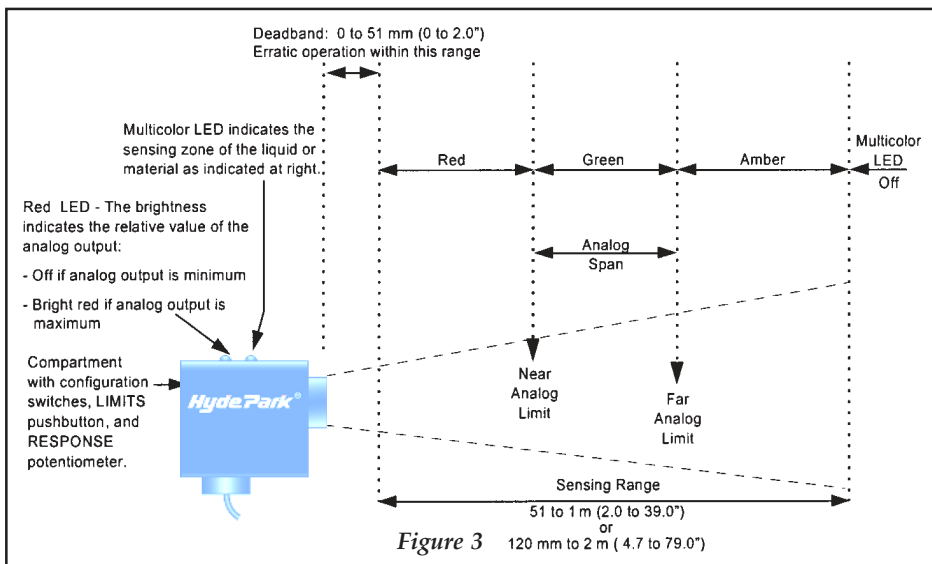 Deadband: 0 to 51 mm (0 to 2.0")
Erratic operation within this range
Multicolor LED indicates the
sensing zone of the liquid or
material as indicated at right.
Red
Green
Amber
Multicolor
LED
Off
Red LED - The brightness
indicates the relative value of the
analog output:
- Off if analog output is minimum
- Bright red if analog output is
maximum
Analog
Span
Compartment
with configuration
switches, LIMITS
pushbutton, and
RESPONSE
potentiometer.
HydePark®
Near
Analog
Limit
Far
Analog
Limit
Sensing Range
51 to 1 m (2.0 to 39.0")
or
120 mm to 2 m ( 4.7 to 79.0")
Figure 3